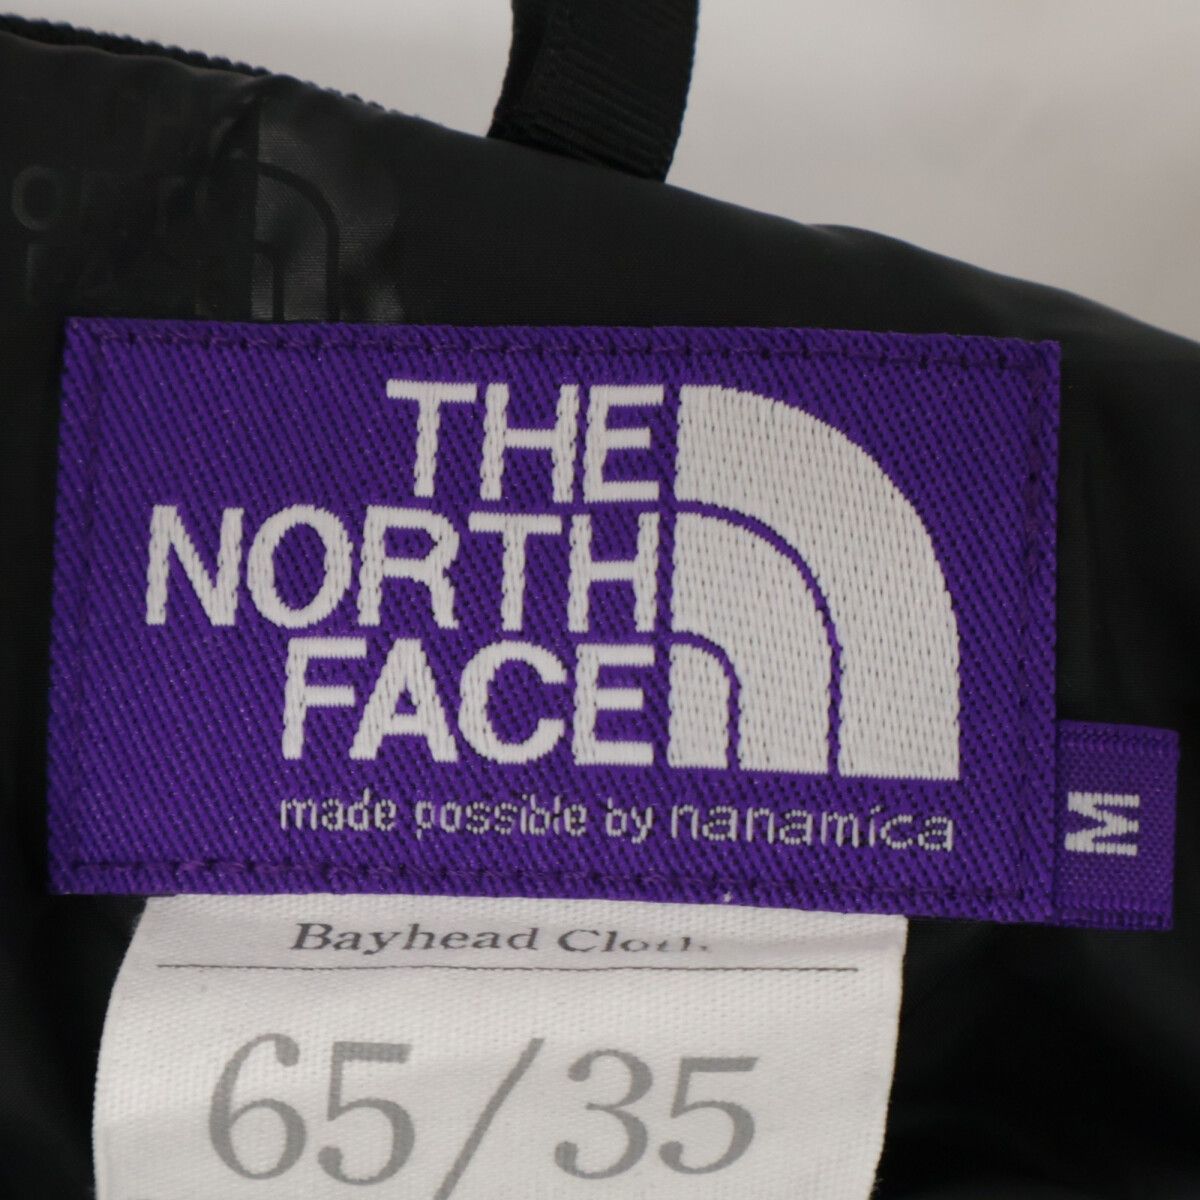 THE
NORTH
FACE
made possible by nanamica
M
Bayhead Cloth
65/35